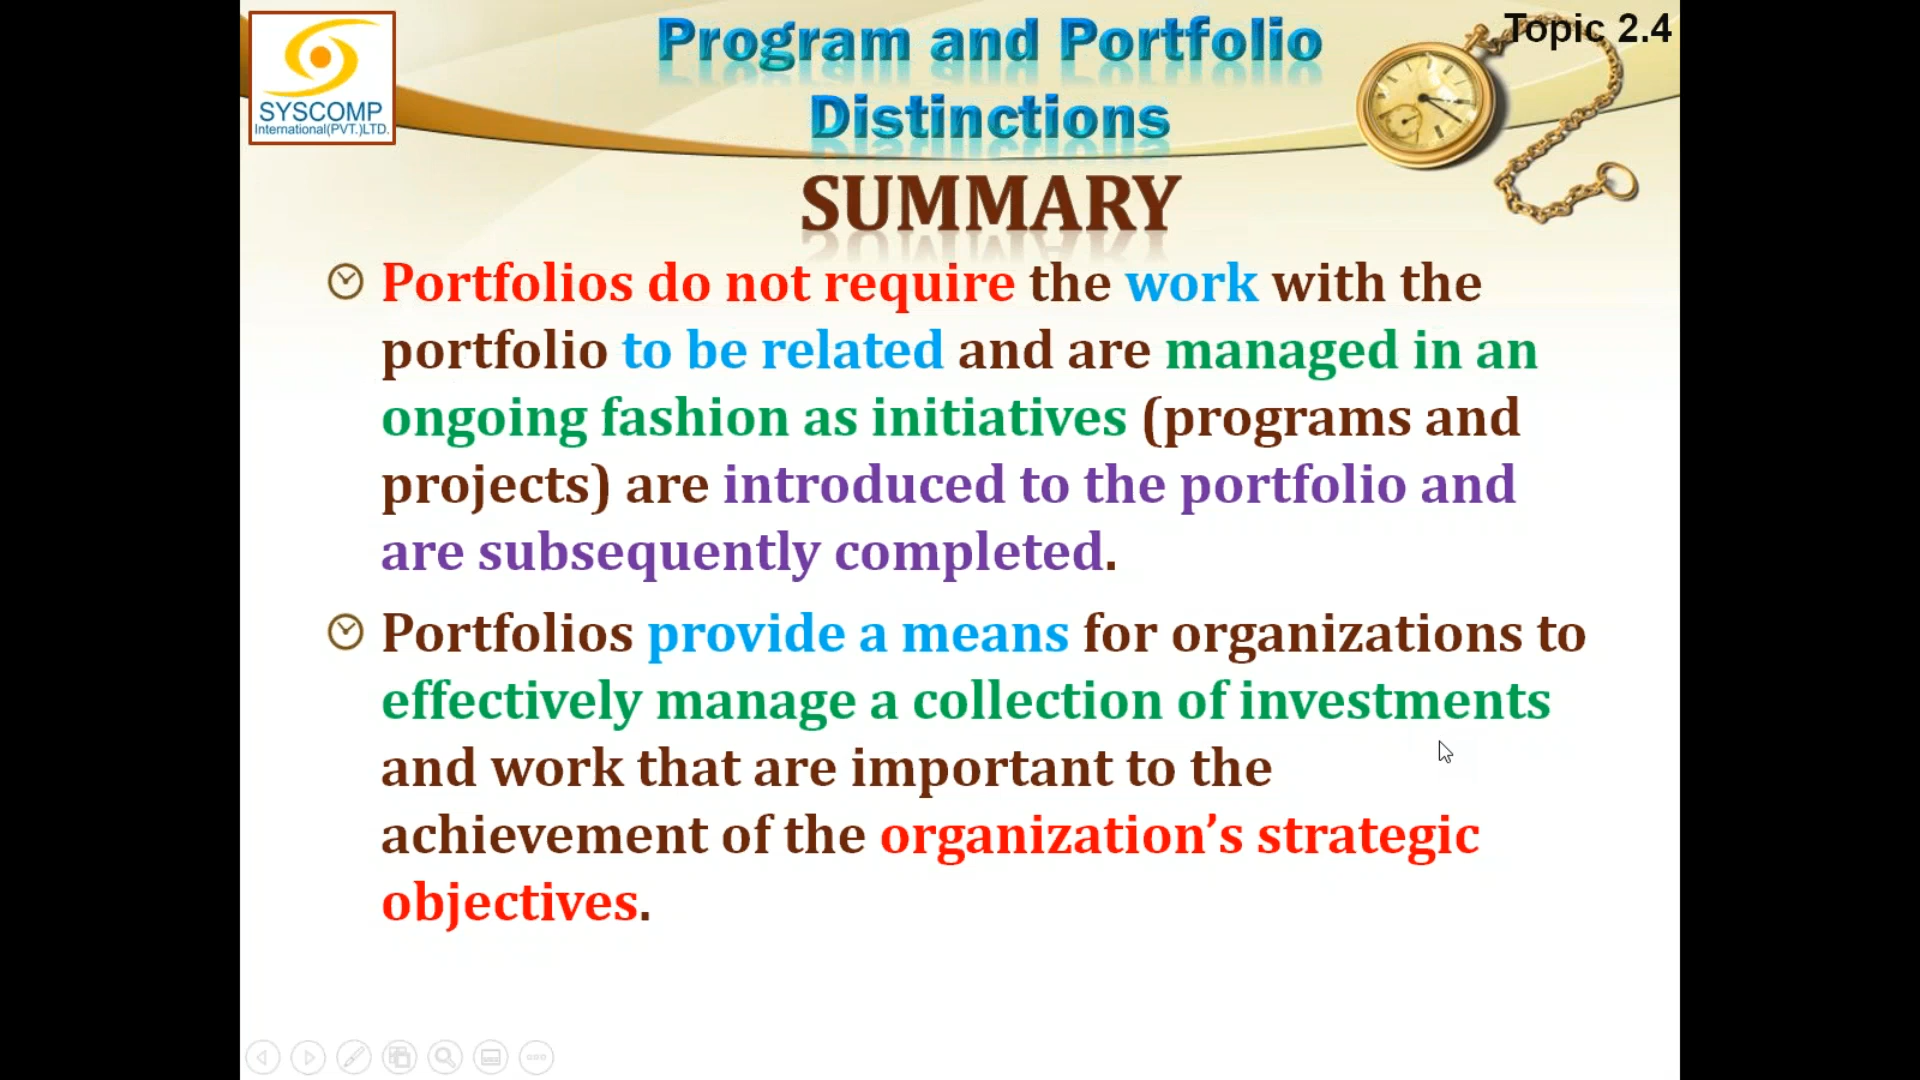 Topic 2.4
Program and Portfolio
Distinctions
SYSCOMP
International(PVT.)LTD.
SUMMARY
Portfolios do not require the work with the
portfolio to be related and are managed in an
ongoing fashion as initiatives (programs and
projects) are introduced to the portfolio and
are subsequently completed.
Portfolios provide a means for organizations to
effectively manage a collection of investments
and work that are important to the
achievement of the organization’s strategic
objectives.